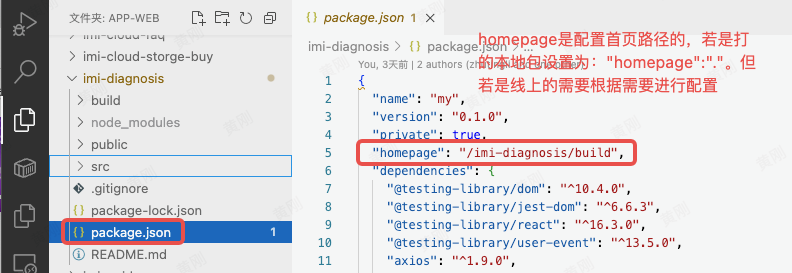 文件夹: APP-WEB
imi-cloud-faq
imi-cloud-storge-buy
imi-diagnosis
build
node_modules
public
src
.gitignore
package-lock.json
package.json
1
README.md
package.json 1
imi-diagnosis > package.json > ...
You, 3天前 | 2 authors
1 {
2 "name": "my",
3 "version": "0.1.0",
4 "private": true,
5 "homepage": "/imi-diagnosis/build",
6 "dependencies": {
7 "@testing-library/dom": "^10.4.0",
8 "@testing-library/jest-dom": "^6.6.3",
9 "@testing-library/react": "^16.3.0",
10 "@testing-library/user-event": "^13.5.0",
11 "axios": "^1.9.0",
homepage是配置首页路径的，若是打
的本地包设置为："homepage":"."。但
若是线上的需要根据需要进行配置